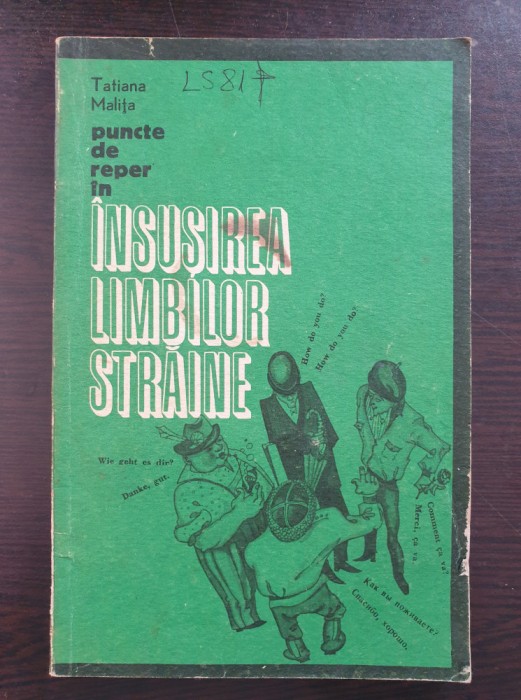 Tatiana
Malița
LS817
puncte
de
reper
în
ÎNSUȘIREA
LIMBILOR
STRĂINE
How do you do?
How do you do?
Wie geht es dir?
Danke, gut.
Comment ça va?
Merci, ça va
Как вы поживаете?
Спасибо, хорошо.